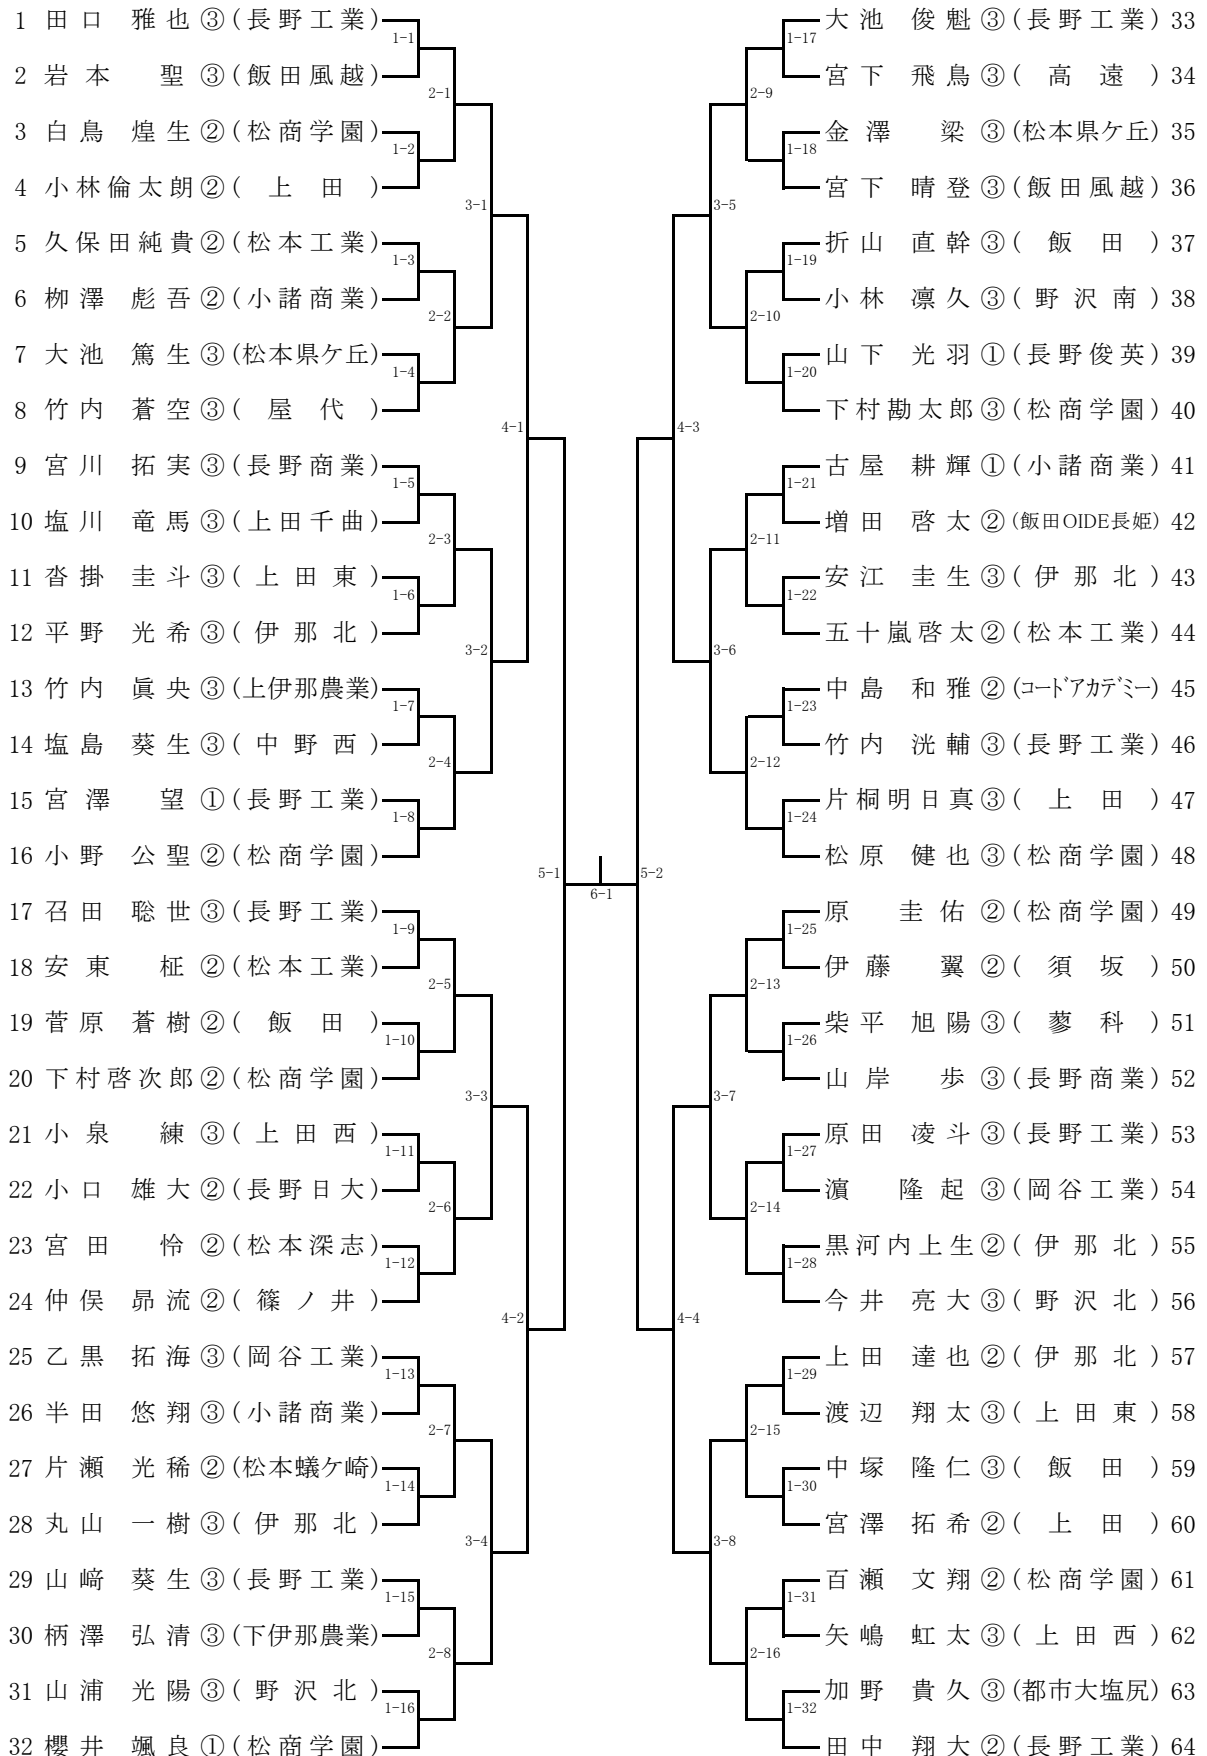 1 田口 雅也③(長野工業)
1-1
2 岩本 聖③(飯田風越)
2-1
3 白鳥 煌生②(松商学園)
1-2
4 小林倫太朗②(上田)
3-1
5 久保田純貴②(松本工業)
1-3
6 栁澤 彪吾②(小諸商業)
2-2
7 大池 篤生③(松本県ケ丘)
1-4
8 竹内 蒼空③(屋代)
4-1
9 宮川 拓実③(長野商業)
1-5
10 塩川 竜馬③(上田千曲)
2-3
11 沓掛 圭斗③(上田東)
1-6
12 平野 光希③(伊那北)
3-2
13 竹内 眞央③(上伊那農業)
1-7
14 塩島 葵生③(中野西)
2-4
15 宮澤 望①(長野工業)
1-8
16 小野 公聖②(松商学園)
5-1
17 召田 聡世③(長野工業)
1-9
18 安東 柾②(松本工業)
2-5
19 菅原 蒼樹②(飯田)
1-10
20 下村啓次郎②(松商学園)
3-3
21 小泉 練③(上田西)
1-11
22 小口 雄大②(長野日大)
2-6
23 宮田 怜②(松本深志)
1-12
24 仲俣 昴流②(篠ノ井)
4-2
25 乙黒 拓海③(岡谷工業)
1-13
26 半田 悠翔③(小諸商業)
2-7
27 片瀬 光稀②(松本蟻ケ崎)
1-14
28 丸山 一樹③(伊那北)
3-4
29 山﨑 葵生③(長野工業)
1-15
30 柄澤 弘清③(下伊那農業)
2-8
31 山浦 光陽③(野沢北)
1-16
32 櫻井 颯良①(松商学園)
6-1
大池 俊魁③(長野工業) 33
1-17
宮下 飛鳥③(高遠) 34
2-9
金澤 梁③(松本県ケ丘) 35
1-18
宮下 晴登③(飯田風越) 36
3-5
折山 直幹③(飯田) 37
1-19
小林 凛久③(野沢南) 38
2-10
山下 光羽①(長野俊英) 39
1-20
下村勘太郎③(松商学園) 40
4-3
古屋 耕輝①(小諸商業) 41
1-21
増田 啓太②(飯田OIDE長姫) 42
2-11
安江 圭生③(伊那北) 43
1-22
五十嵐啓太②(松本工業) 44
3-6
中島 和雅②(コードアカデミー) 45
1-23
竹内 洸輔③(長野工業) 46
2-12
片桐明日真③(上田) 47
1-24
松原 健也③(松商学園) 48
5-2
原 圭佑②(松商学園) 49
1-25
伊藤 翼②(須坂) 50
2-13
柴平 旭陽③(蓼科) 51
1-26
山岸 歩③(長野商業) 52
3-7
原田 凌斗③(長野工業) 53
1-27
濵 隆起③(岡谷工業) 54
2-14
黒河内上生②(伊那北) 55
1-28
今井 亮大③(野沢北) 56
4-4
上田 達也②(伊那北) 57
1-29
渡辺 翔太③(上田東) 58
2-15
中塚 隆仁③(飯田) 59
1-30
宮澤 拓希②(上田) 60
3-8
百瀬 文翔②(松商学園) 61
1-31
矢嶋 虹太③(上田西) 62
2-16
加野 貴久③(都市大塩尻) 63
1-32
田中 翔大②(長野工業) 64